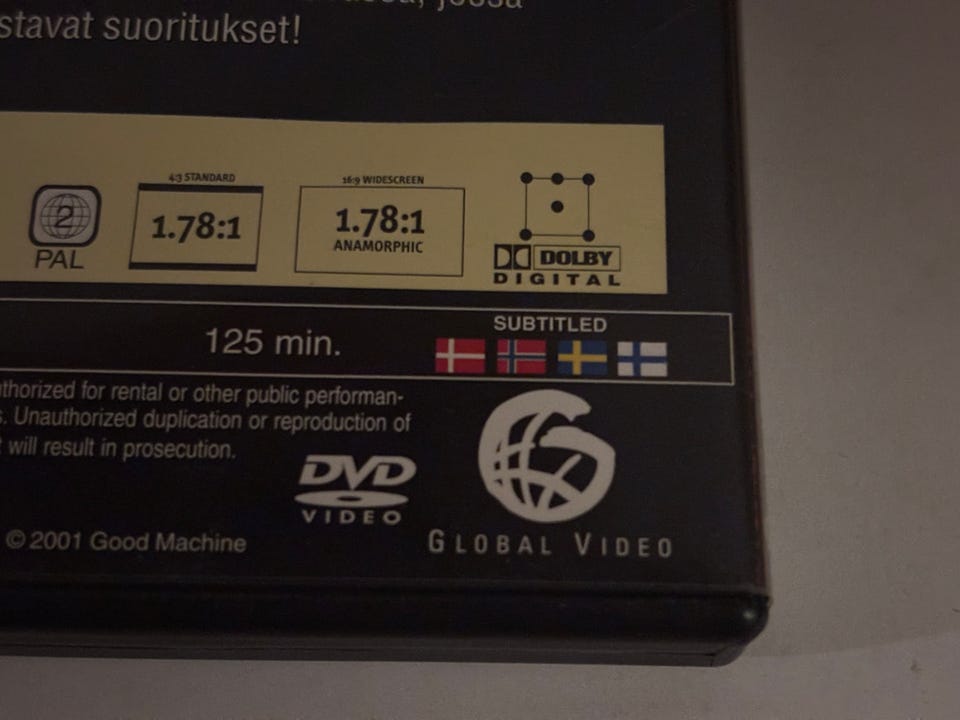 stavat suoritukset!
4:3 STANDARD
16:9 WIDESCREEN
2
1.78:1
1.78:1
ANAMORPHIC
PAL
DOLBY
DIGITAL
SUBTITLED
125 min.
thorized for rental or other public performan-
s. Unauthorized duplication or reproduction of
will result in prosecution.
DVD
VIDEO
© 2001 Good Machine
GLOBAL VIDEO